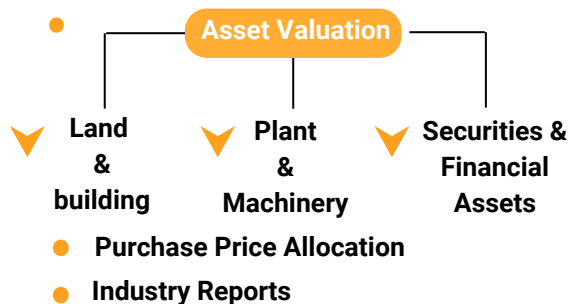 Asset Valuation
Land
&
building
Plant
&
Machinery
Securities &
Financial
Assets
Purchase Price Allocation
Industry Reports